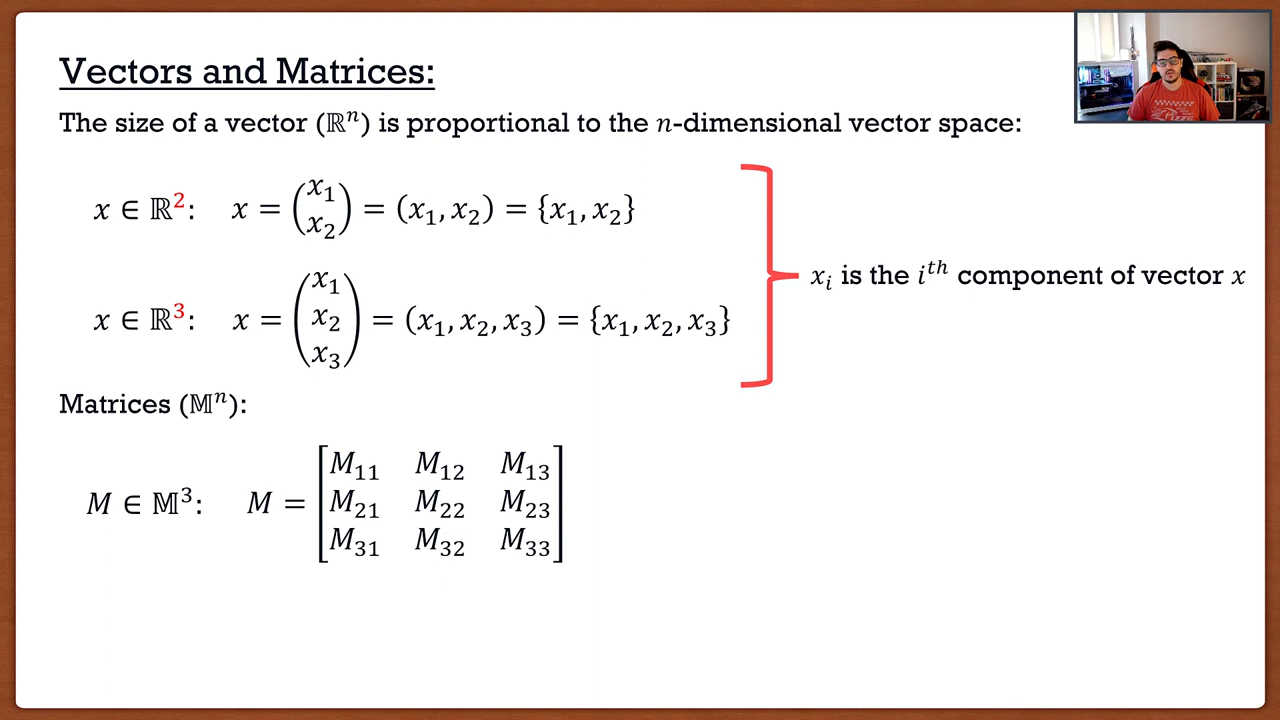 Vectors and Matrices:
The size of a vector (ℝⁿ) is proportional to the n-dimensional vector space:
x ∈ ℝ²: x = (x₁ x₂) = (x₁, x₂) = {x₁, x₂}
x ∈ ℝ³: x = (x₁ x₂ x₃) = (x₁, x₂, x₃) = {x₁, x₂, x₃}
xᵢ is the iᵗʰ component of vector x
Matrices (𝕄ⁿ):
M ∈ 𝕄³: M =
[M₁₁ M₁₂ M₁₃
M₂₁ M₂₂ M₂₃
M₃₁ M₃₂ M₃₃]